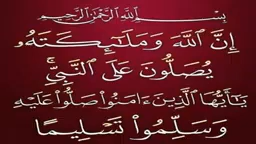 بِسْمِ ٱللَّهِ ٱلرَّحْمَٰنِ ٱلرَّحِيمِ
إِنَّ ٱللَّهَ وَمَلَٰٓئِكَتَهُۥ
يُصَلُّونَ عَلَى ٱلنَّبِيِّ ۚ
يَٰٓأَيُّهَا ٱلَّذِينَ ءَامَنُوا۟ صَلُّوا۟ عَلَيْهِ
وَسَلِّمُوا۟ تَسْلِيمًا